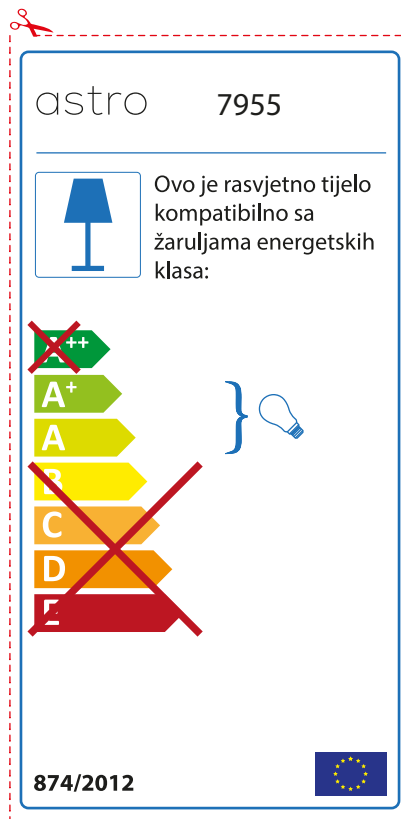 astro 7955
Ovo je rasvjetno tijelo
kompatibilno sa
žaruljama energetskih
klasa:
A++
A+
A
B
C
D
E
874/2012